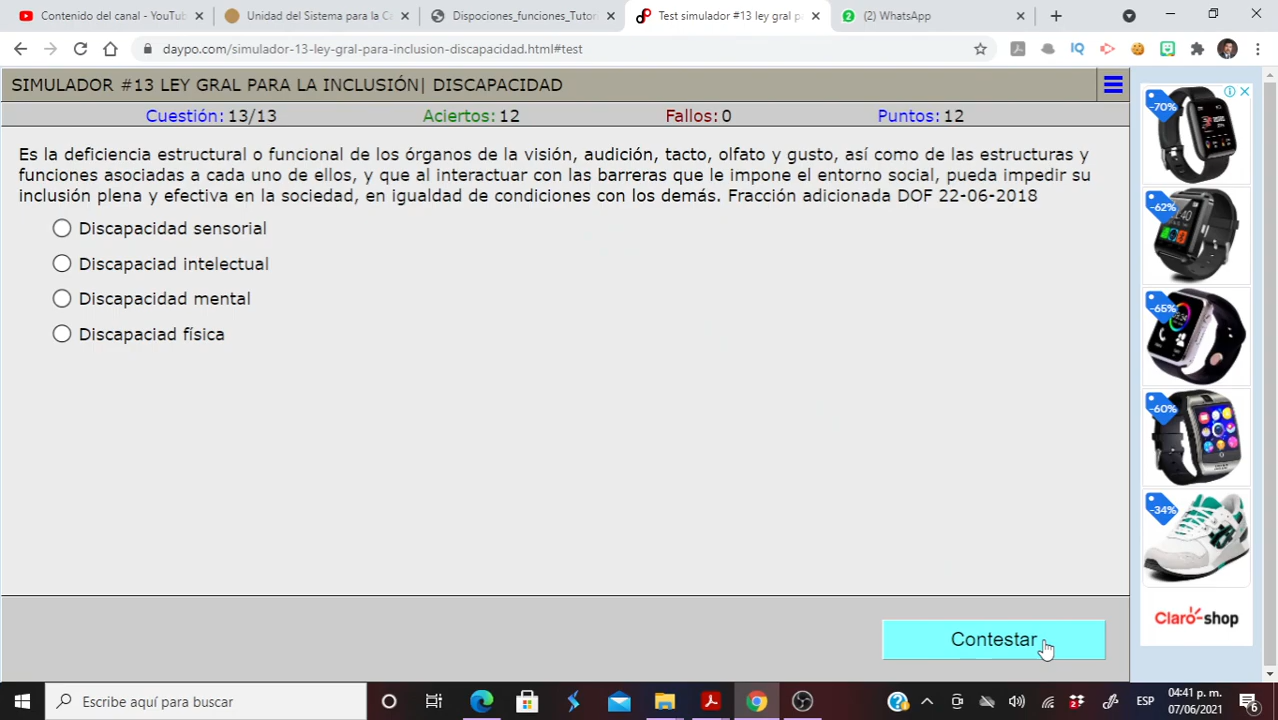 Contenido del canal - YouTu
Unidad del Sistema para la Ca
Dispociones_funciones_Tutori
Test simulador #13 ley gral pa
(2) WhatsApp
daypo.com/simulador-13-ley-gral-para-inclusion-discapacidad.html#test
SIMULADOR #13 LEY GRAL PARA LA INCLUSIÓN| DISCAPACIDAD
Cuestión: 13/13 Aciertos: 12 Fallos: 0 Puntos: 12
Es la deficiencia estructural o funcional de los órganos de la visión, audición, tacto, olfato y gusto, así como de las estructuras y
funciones asociadas a cada uno de ellos, y que al interactuar con las barreras que le impone el entorno social, pueda impedir su
inclusión plena y efectiva en la sociedad, en igualdad de condiciones con los demás. Fracción adicionada DOF 22-06-2018
Discapacidad sensorial
Discapaciad intelectual
Discapacidad mental
Discapaciad física
Contestar
-70%
-62%
-65%
-60%
-34%
Claro-shop
Escribe aquí para buscar
ESP
04:41 p. m.
07/06/2021
6